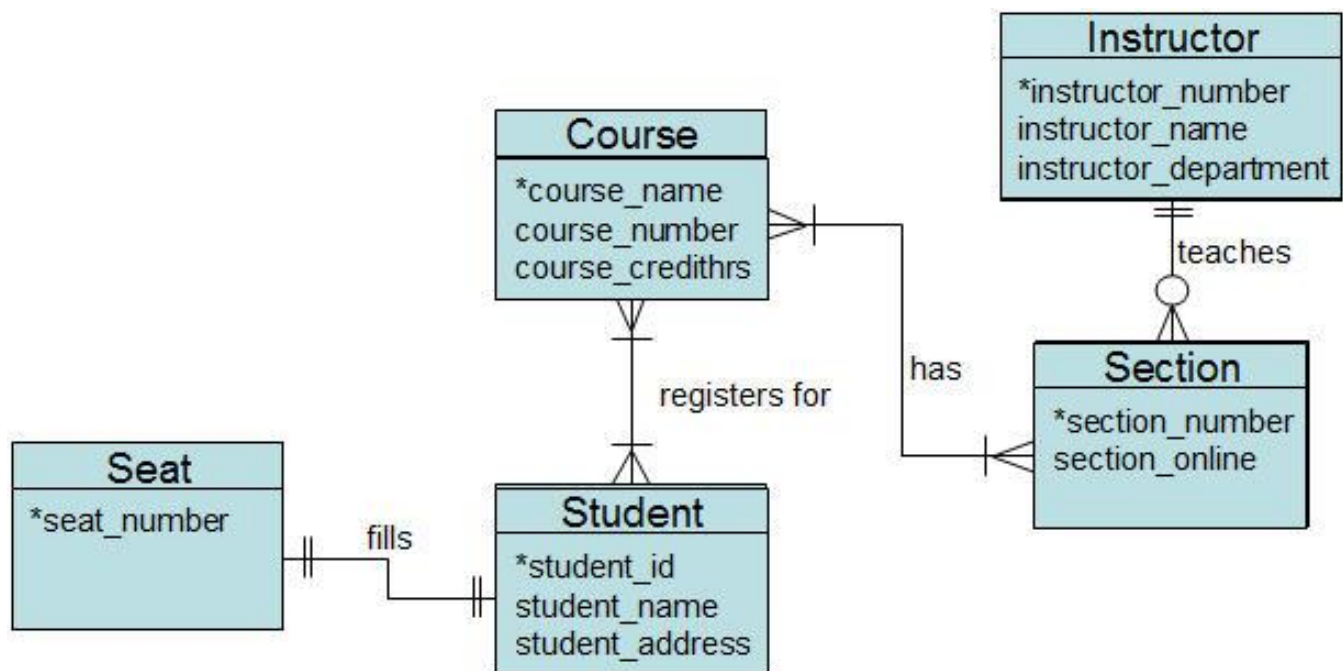 Instructor
*instructor_number
instructor_name
instructor_department
teaches
Course
*course_name
course_number
course_credithrs
has
registers for
Section
*section_number
section_online
Seat
*seat_number
fills
Student
*student_id
student_name
student_address